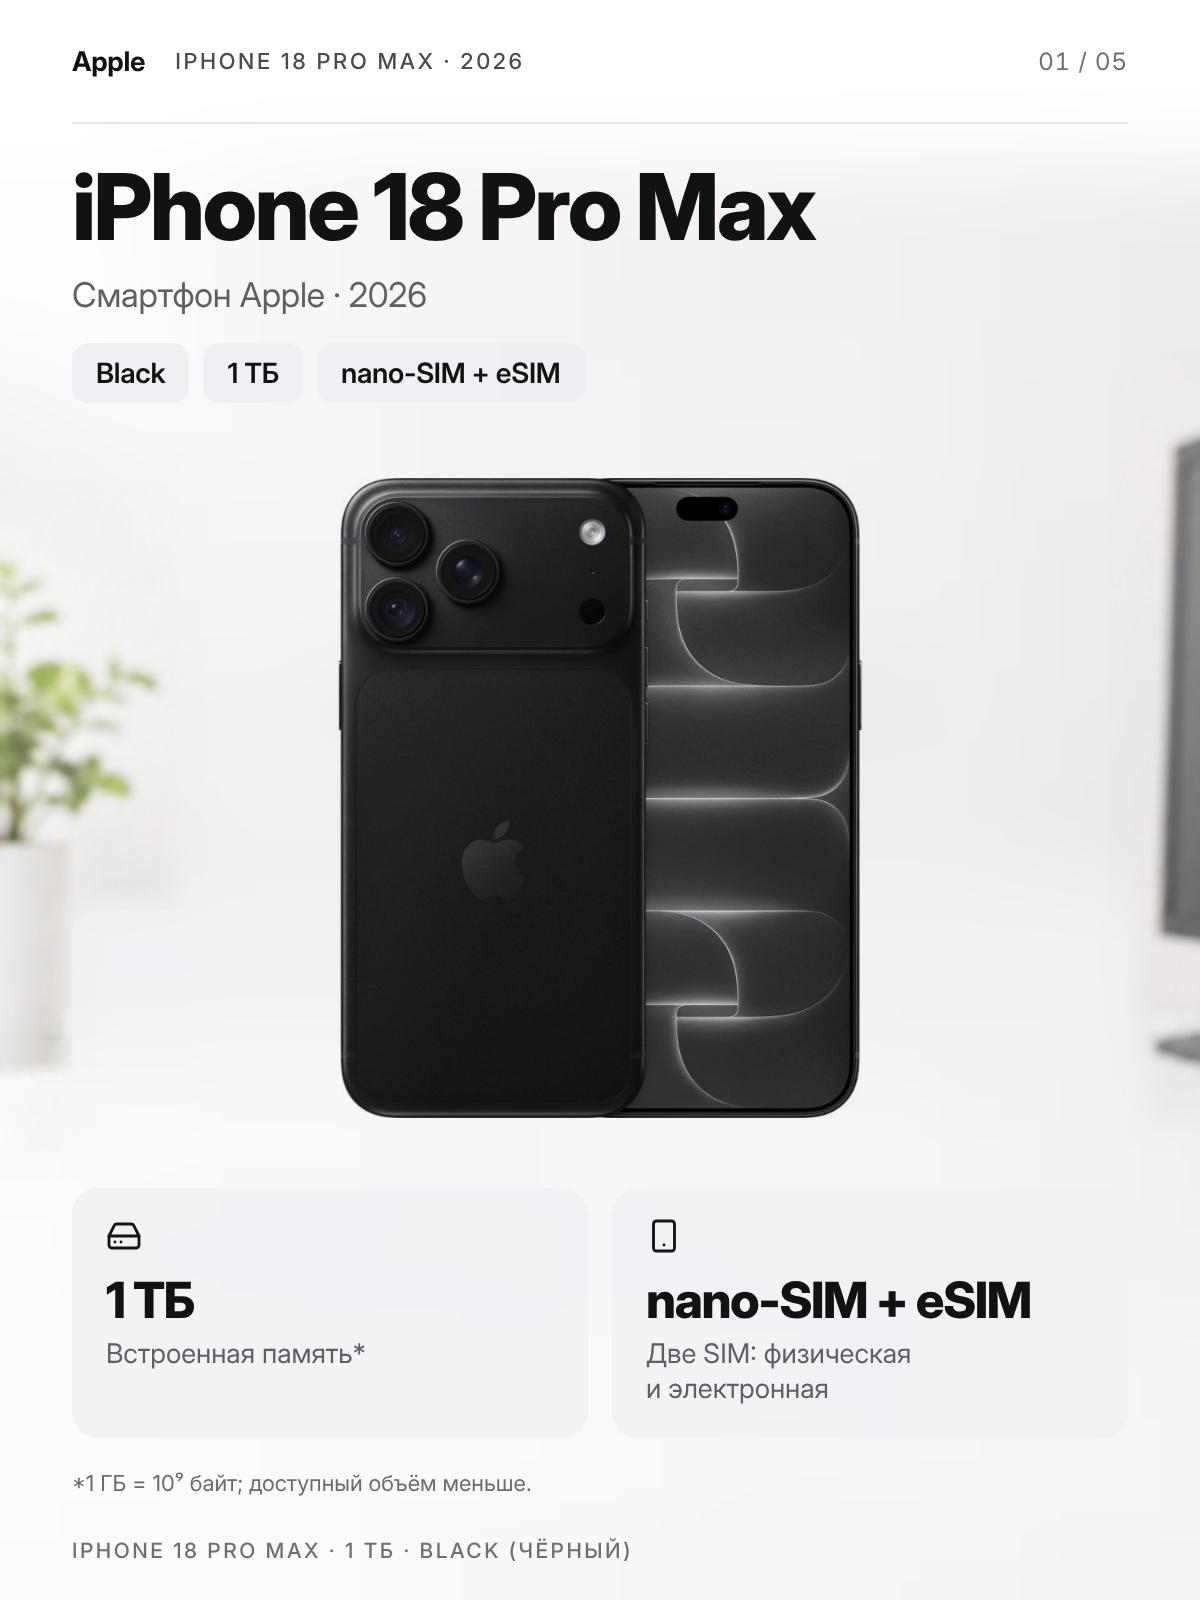 Apple IPHONE 18 PRO MAX · 2026 01 / 05
iPhone 18 Pro Max
Смартфон Apple · 2026
Black 1 ТБ nano-SIM + eSIM
1 ТБ
Встроенная память*
nano-SIM + eSIM
Две SIM: физическая
и электронная
*1 ГБ = 10⁹ байт; доступный объём меньше.
IPHONE 18 PRO MAX · 1 ТБ · BLACK (ЧЁРНЫЙ)